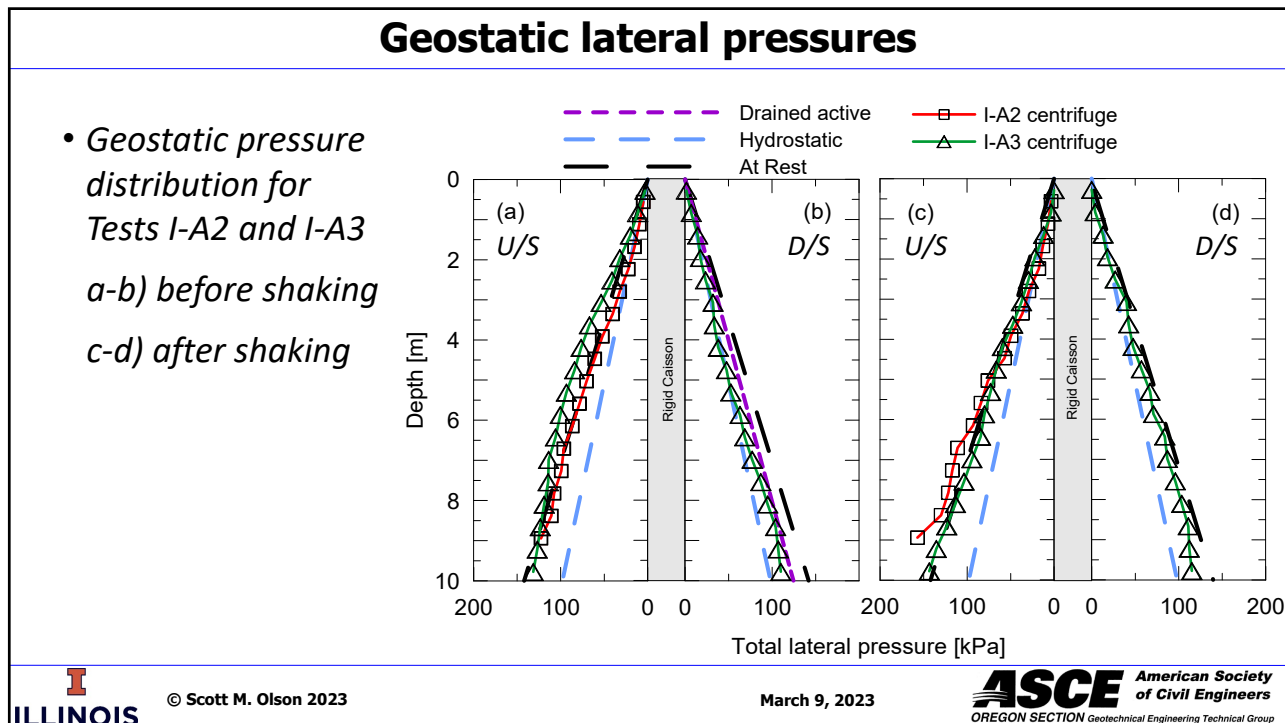 Geostatic lateral pressures
• Geostatic pressure
distribution for
Tests I-A2 and I-A3
a-b) before shaking
c-d) after shaking
Drained active
Hydrostatic
At Rest
I-A2 centrifuge
I-A3 centrifuge
0
2
4
6
8
10
Depth [m]
(a)
U/S
Rigid Caisson
(b)
D/S
(c)
U/S
Rigid Caisson
(d)
D/S
200 100 0 0 100 200 100 0 0 100 200
Total lateral pressure [kPa]
I
ILLINOIS
© Scott M. Olson 2023
March 9, 2023
ASCE American Society
of Civil Engineers
OREGON SECTION Geotechnical Engineering Technical Group